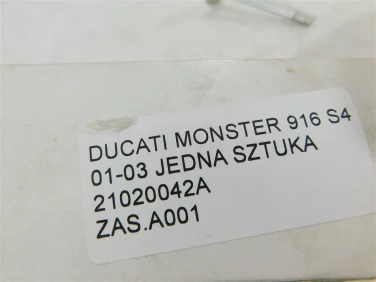 DUCATI MONSTER 916 S4
01-03 JEDNA SZTUKA
21020042A
ZAS.A001